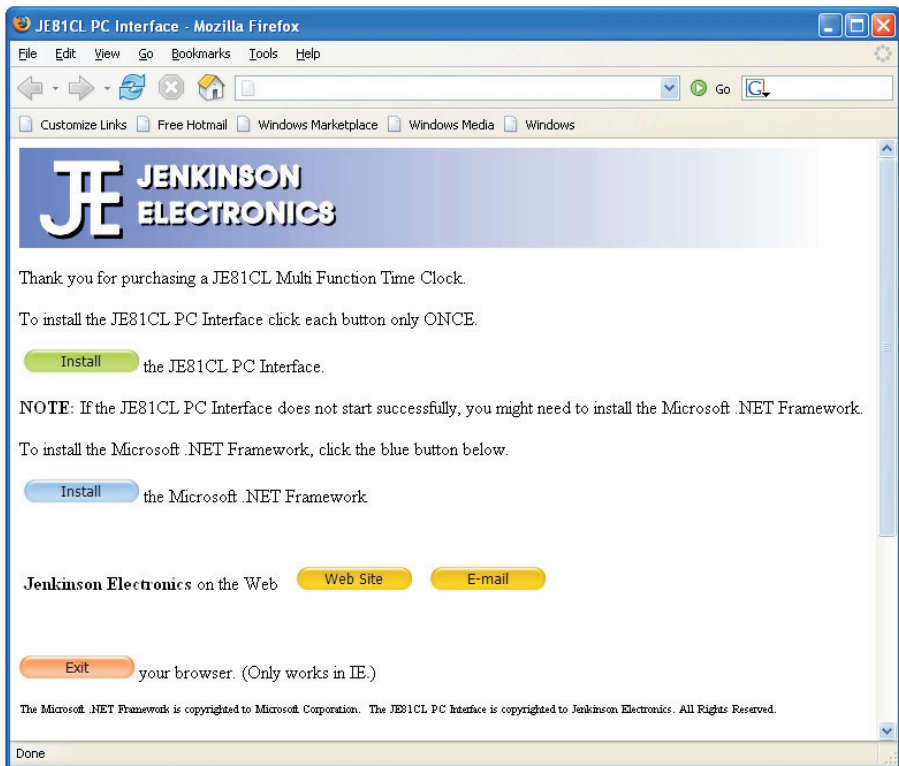 JE81CL PC Interface - Mozilla Firefox
File Edit View Go Bookmarks Tools Help
Go G
Customize Links Free Hotmail Windows Marketplace Windows Media Windows
JE JENKINSON
ELECTRONICS
Thank you for purchasing a JE81CL Multi Function Time Clock.
To install the JE81CL PC Interface click each button only ONCE.
Install the JE81CL PC Interface.
NOTE: If the JE81CL PC Interface does not start successfully, you might need to install the Microsoft .NET Framework.
To install the Microsoft .NET Framework, click the blue button below.
Install the Microsoft .NET Framework
Jenkinson Electronics on the Web Web Site E-mail
Exit your browser. (Only works in IE.)
The Microsoft .NET Framework is copyrighted to Microsoft Corporation. The JE81CL PC Interface is copyrighted to Jenkinson Electronics. All Rights Reserved.
Done